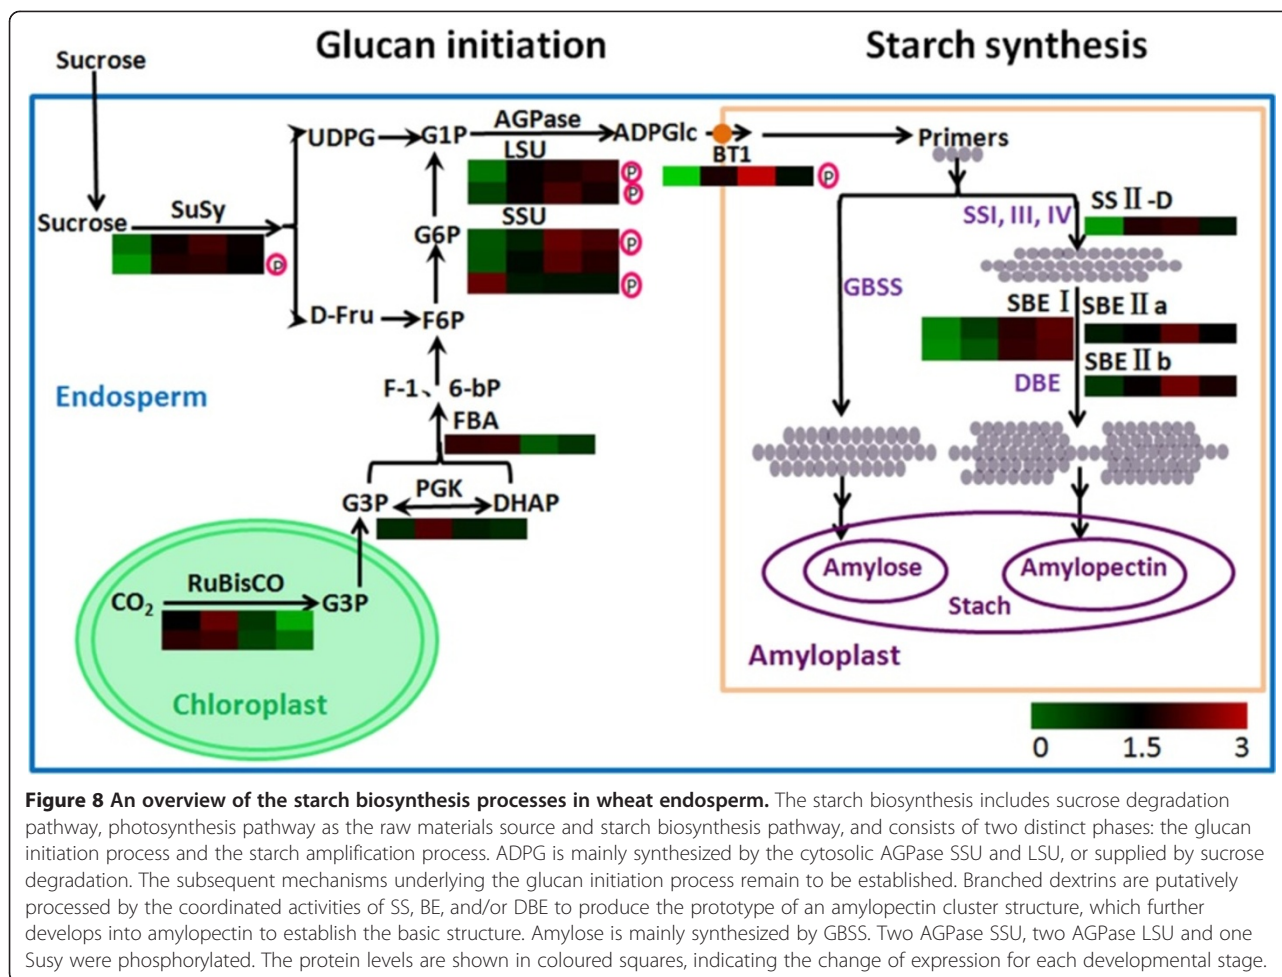 Glucan initiation
Starch synthesis
Sucrose
UDPG
G1P
AGPase
ADPGlc
BT1
Primers
LSU
P
P
P
SSU
P
P
Sucrose
SuSy
P
G6P
D-Fru
F6P
SSI, III, IV
SS II -D
GBSS
SBE I
SBE II a
SBE II b
DBE
Endosperm
F-1、6-bP
FBA
G3P
PGK
DHAP
RuBisCO
CO₂
G3P
Chloroplast
Amylose
Amylopectin
Stach
Amyloplast
0
1.5
3
Figure 8 An overview of the starch biosynthesis processes in wheat endosperm. The starch biosynthesis includes sucrose degradation
pathway, photosynthesis pathway as the raw materials source and starch biosynthesis pathway, and consists of two distinct phases: the glucan
initiation process and the starch amplification process. ADPG is mainly synthesized by the cytosolic AGPase SSU and LSU, or supplied by sucrose
degradation. The subsequent mechanisms underlying the glucan initiation process remain to be established. Branched dextrins are putatively
processed by the coordinated activities of SS, BE, and/or DBE to produce the prototype of an amylopectin cluster structure, which further
develops into amylopectin to establish the basic structure. Amylose is mainly synthesized by GBSS. Two AGPase SSU, two AGPase LSU and one
Susy were phosphorylated. The protein levels are shown in coloured squares, indicating the change of expression for each developmental stage.